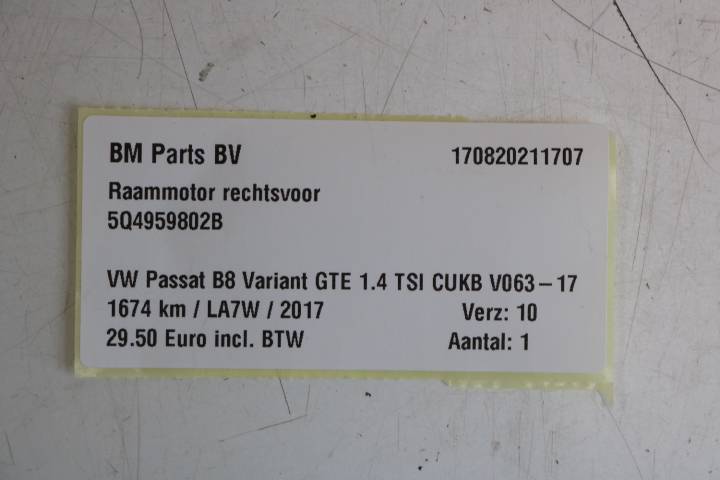 BM Parts BV 170820211707
Raammotor rechtsvoor
5Q4959802B
VW Passat B8 Variant GTE 1.4 TSI CUKB V063-17
1674 km / LA7W / 2017 Verz: 10
29.50 Euro incl. BTW Aantal: 1